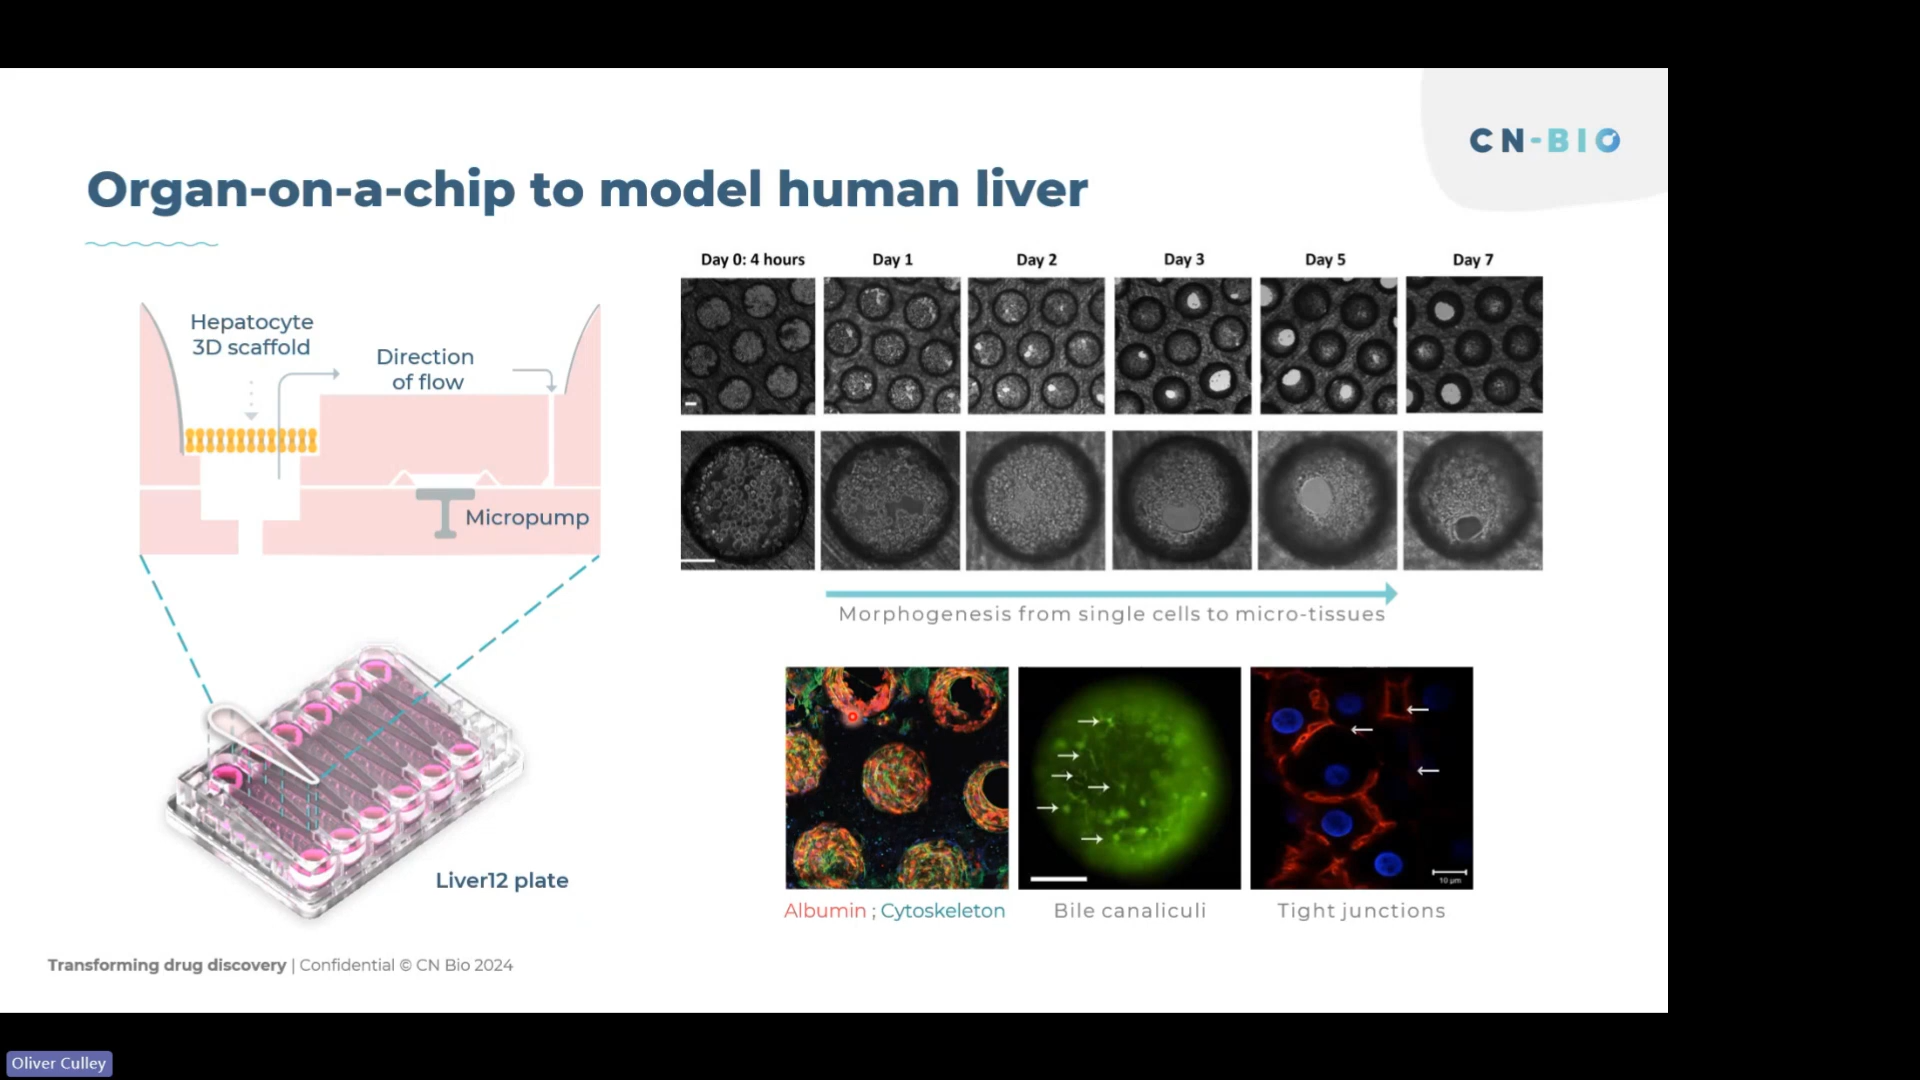 CN-BIO
Organ-on-a-chip to model human liver
Hepatocyte
3D scaffold
Direction
of flow
Micropump
Liver12 plate
Day 0: 4 hours
Day 1
Day 2
Day 3
Day 5
Day 7
Morphogenesis from single cells to micro-tissues
10 μm
Albumin ; Cytoskeleton
Bile canaliculi
Tight junctions
Transforming drug discovery | Confidential © CN Bio 2024
Oliver Culley